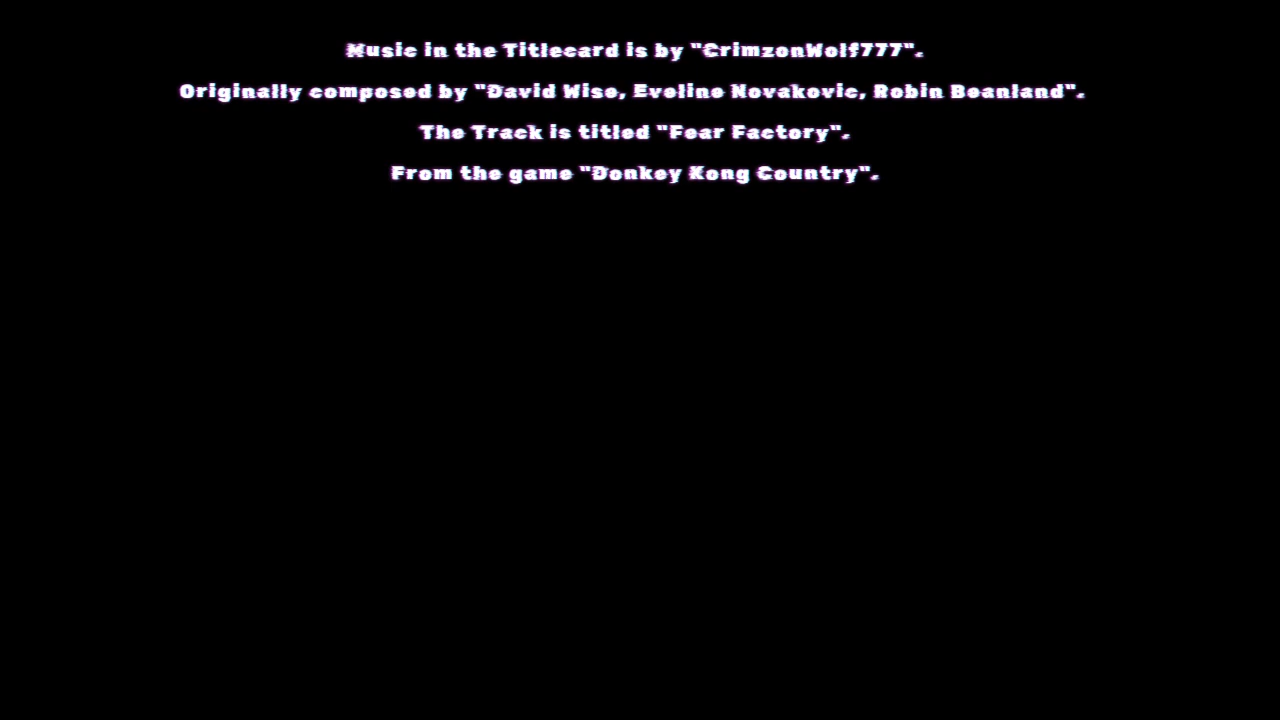 Music in the Titlecard is by "CrimzonWolf777".
Originally composed by "David Wise, Eveline Novakovic, Robin Beanland".
The Track is titled "Fear Factory".
From the game "Donkey Kong Country".